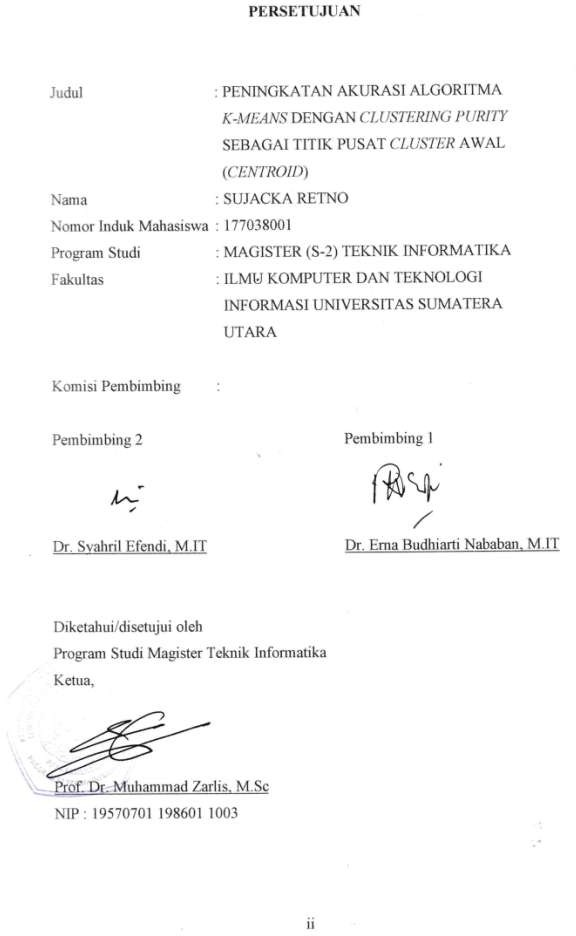 PERSETUJUAN
Judul : PENINGKATAN AKURASI ALGORITMA
K-MEANS DENGAN CLUSTERING PURITY
SEBAGAI TITIK PUSAT CLUSTER AWAL
(CENTROID)
Nama : SUJACKA RETNO
Nomor Induk Mahasiswa : 177038001
Program Studi : MAGISTER (S-2) TEKNIK INFORMATIKA
Fakultas : ILMU KOMPUTER DAN TEKNOLOGI
INFORMASI UNIVERSITAS SUMATERA
UTARA
Komisi Pembimbing :
Pembimbing 2 Pembimbing 1
Dr. Syahril Efendi, M.IT Dr. Erna Budhiarti Nababan, M.IT
Diketahui/disetujui oleh
Program Studi Magister Teknik Informatika
Ketua,
Prof. Dr. Muhammad Zarlis, M.Sc
NIP : 19570701 198601 1003
ii